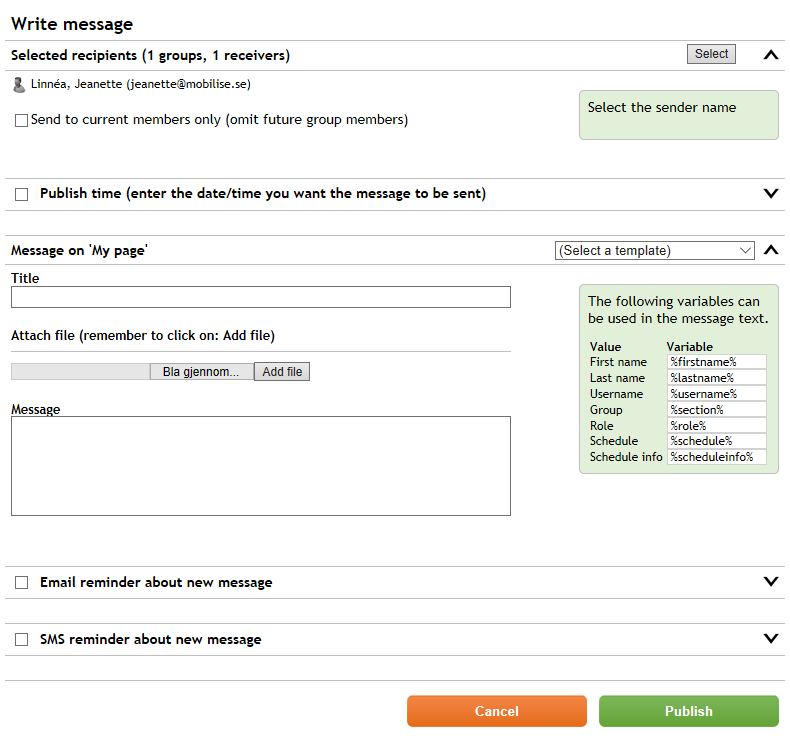 Write message
Selected recipients (1 groups, 1 receivers)
Select
Linnéa, Jeanette (jeanette@mobilise.se)
Send to current members only (omit future group members)
Select the sender name
Publish time (enter the date/time you want the message to be sent)
Message on 'My page'
(Select a template)
Title
Attach file (remember to click on: Add file)
Bla gjennom...
Add file
Message
The following variables can
be used in the message text.
Value Variable
First name %firstname%
Last name %lastname%
Username %username%
Group %section%
Role %role%
Schedule %schedule%
Schedule info %scheduleinfo%
Email reminder about new message
SMS reminder about new message
Cancel
Publish